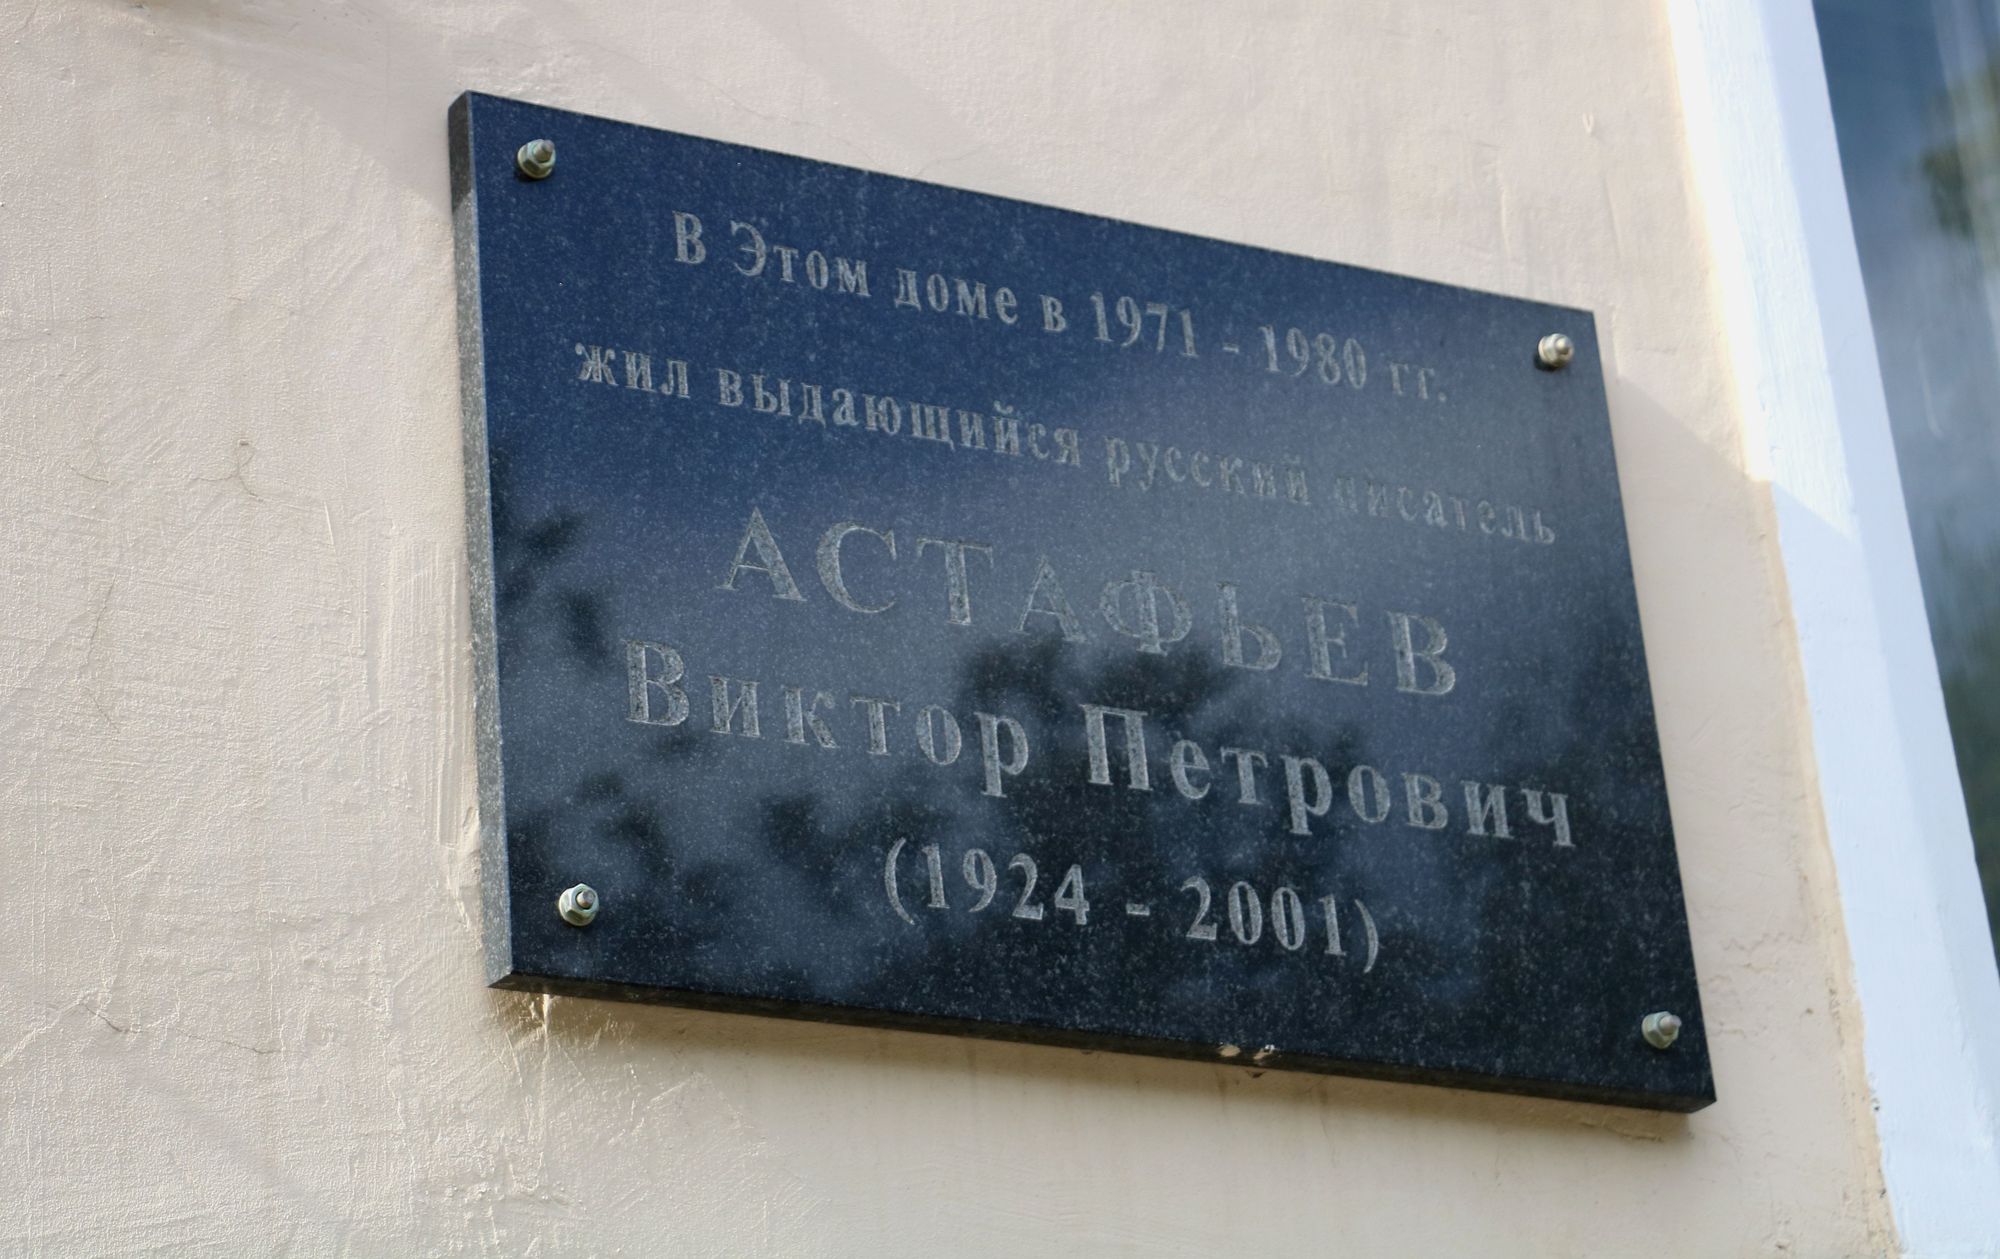 В Этом доме в 1971 - 1980 гг.
жил выдающийся русский писатель
АСТАФЬЕВ
Виктор Петрович
(1924 - 2001)